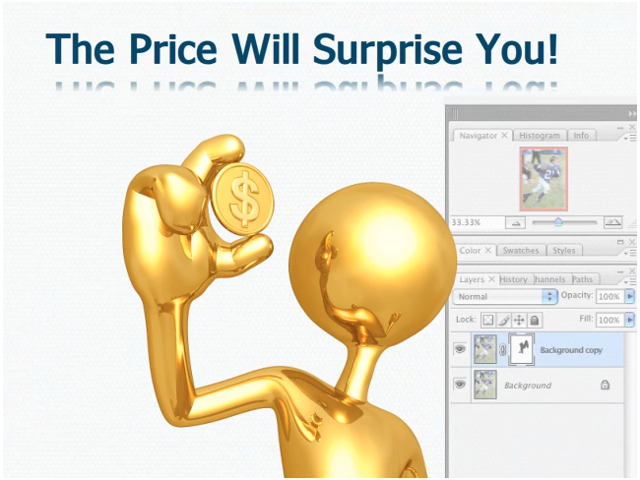 The Price Will Surprise You!
$
Navigator × Histogram Info
33.33%
Color × Swatches Styles
Layers × History hannels Paths
Normal Opacity: 100%
Lock: Fill: 100%
Background copy
Background